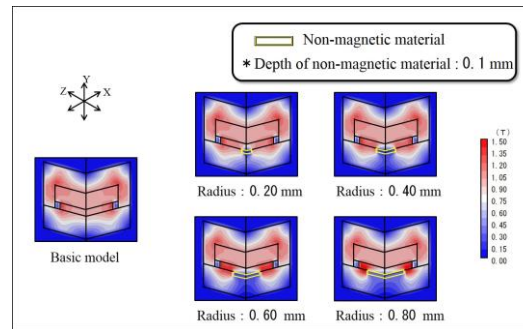 Non-magnetic material
* Depth of non-magnetic material : 0.1 mm
Y
Z X
Basic model
Radius : 0.20 mm
Radius : 0.40 mm
Radius : 0.60 mm
Radius : 0.80 mm
(T)
1.50
1.35
1.20
1.05
0.90
0.75
0.60
0.45
0.30
0.15
0.00